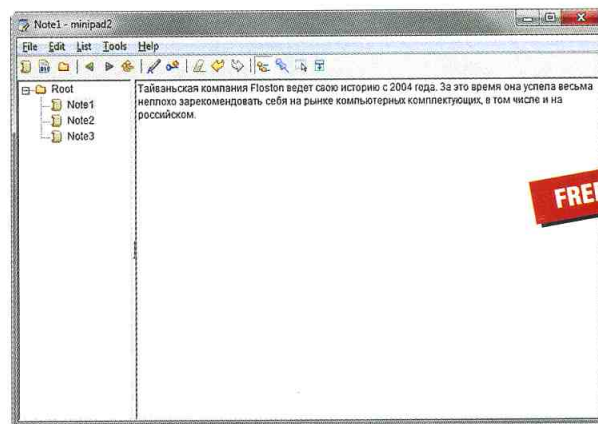 Note1 - minipad2
File Edit List Tools Help
Root
Note1
Note2
Note3
Тайваньская компания Floston ведет свою историю с 2004 года. За это время она успела весьма
неплохо зарекомендовать себя на рынке компьютерных комплектующих, в том числе и на
российском.